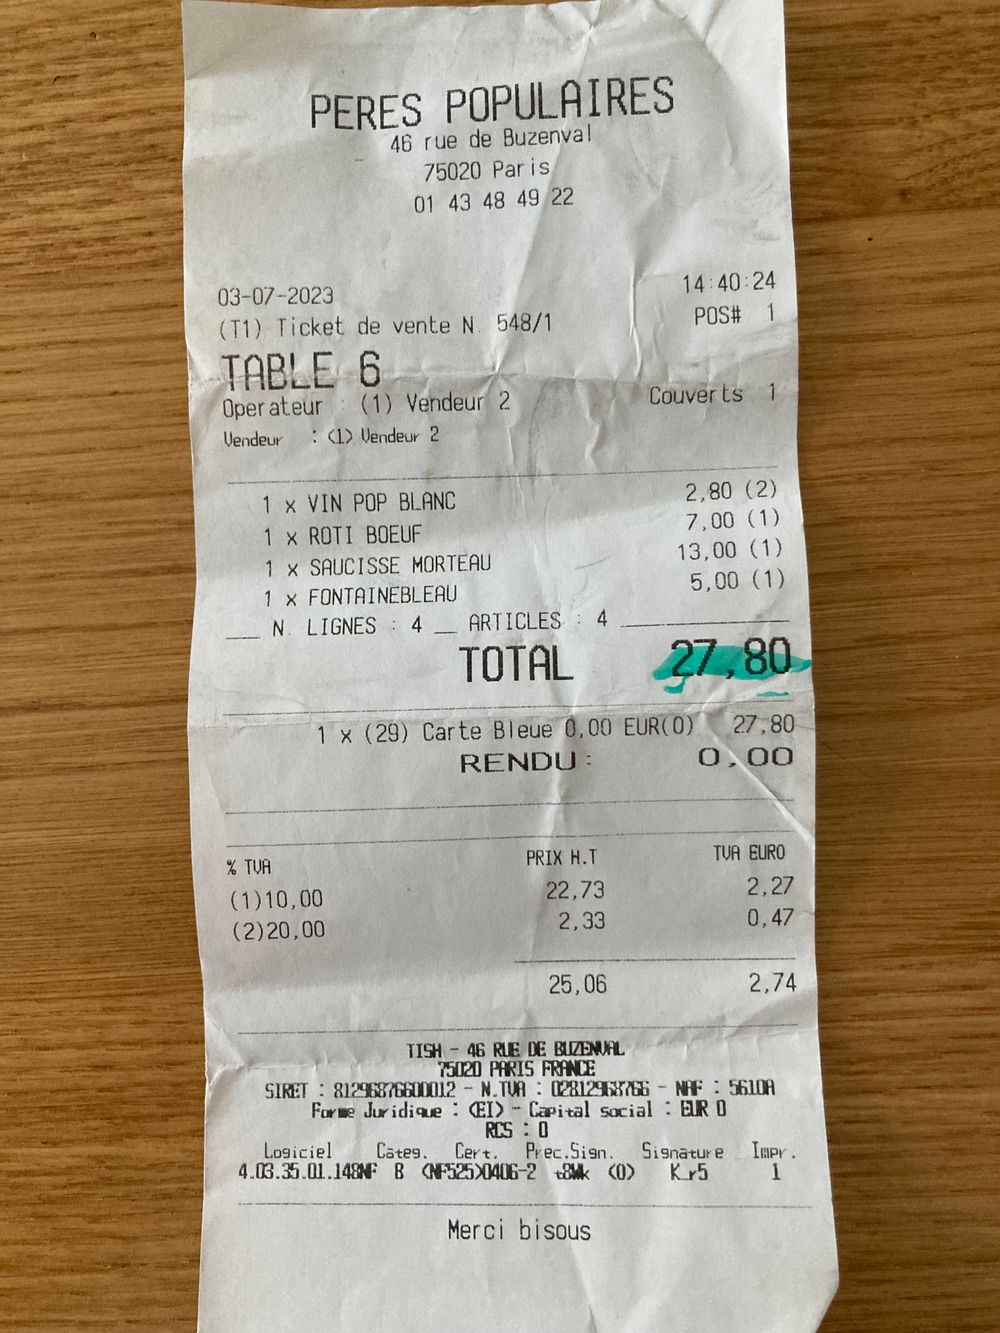 PERES POPULAIRES
46 rue de Buzenval
75020 Paris
01 43 48 49 22
03-07-2023 14:40:24
(T1) Ticket de vente N. 548/1 POS# 1
TABLE 6
Operateur : (1) Vendeur 2 Couverts 1
Vendeur : (1) Vendeur 2
1 x VIN POP BLANC 2,80 (2)
1 x ROTI BOEUF 7,00 (1)
1 x SAUCISSE MORTEAU 13,00 (1)
1 x FONTAINEBLEAU 5,00 (1)
N. LIGNES : 4 ARTICLES : 4
TOTAL 27,80
1 x (29) Carte Bleue 0,00 EUR(0) 27,80
RENDU: 0,00
% TVA PRIX H.T TVA EURO
(1)10,00 22,73 2,27
(2)20,00 2,33 0,47
25,06 2,74
TISH - 46 RUE DE BUZENVAL
75020 PARIS FRANCE
SIRET : 81296876600012 - N.TVA : 02812968766 - NAF : 5610A
Forme Juridique : (EI) - Capital social : EUR 0
RCS : 0
Logiciel Categ. Cert. Prec.Sign. Signature Impr.
4.03.35.01.148NF B (NF525)0406-2 (0) K_r5 1
Merci bisous